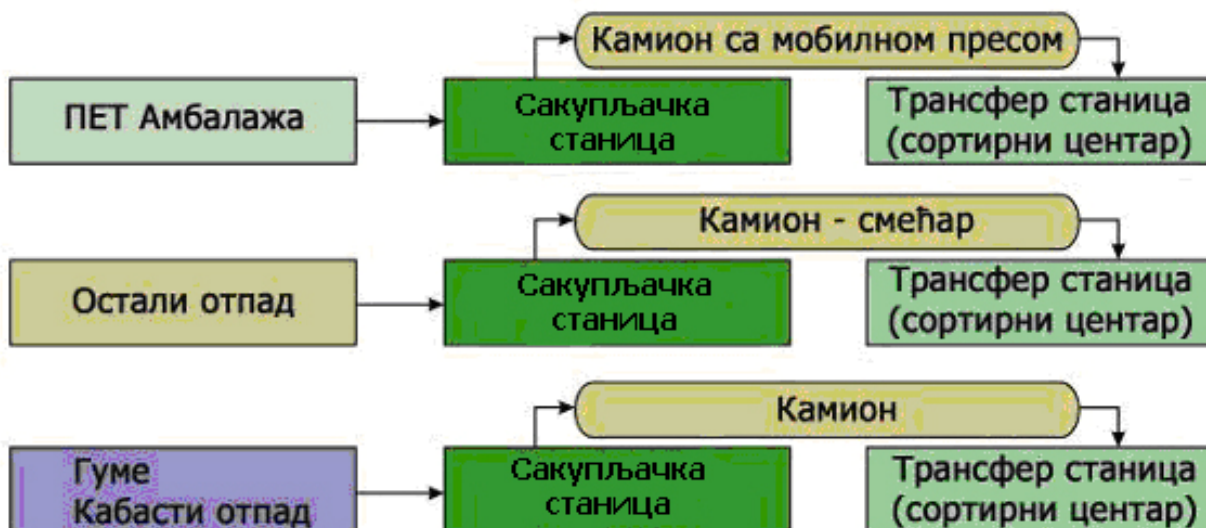 Камион са мобилном пресом
ПЕТ Амбалажа
Сакупљачка
станица
Трансфер станица
(сортирни центар)
Камион - смећар
Остали отпад
Сакупљачка
станица
Трансфер станица
(сортирни центар)
Камион
Гуме
Кабасти отпад
Сакупљачка
станица
Трансфер станица
(сортирни центар)